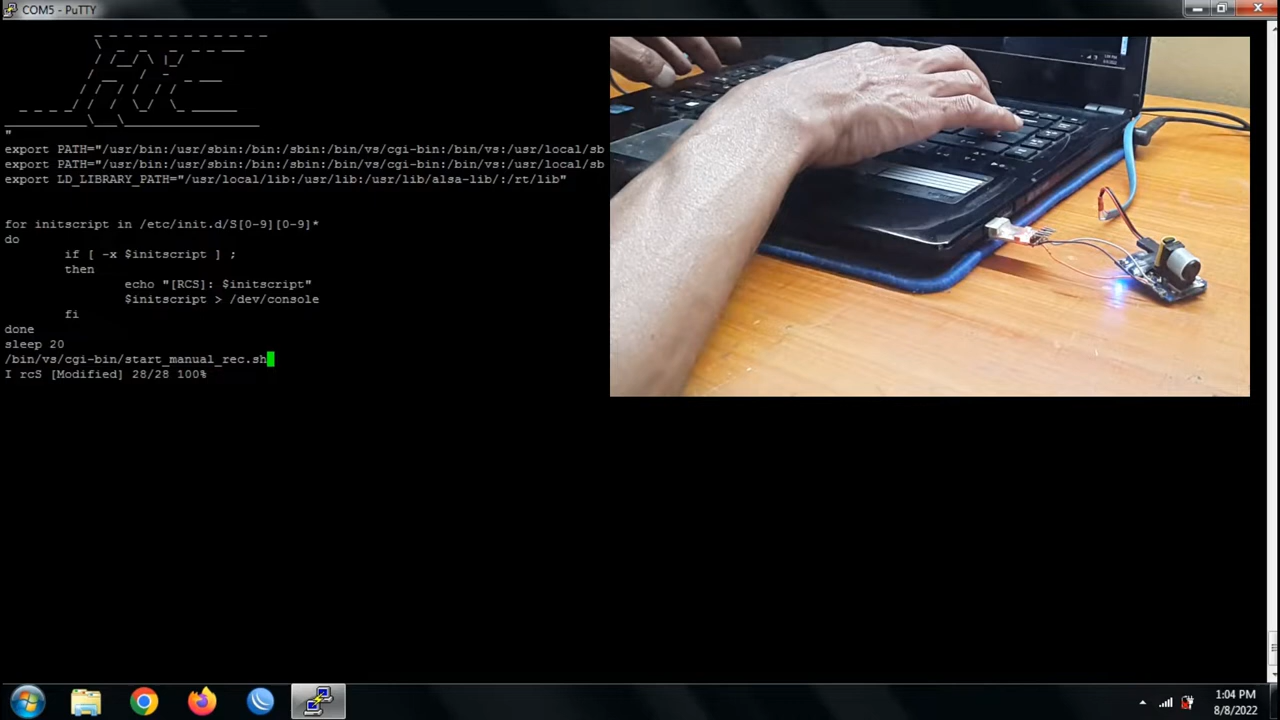 COM5 - PuTTY
"
export PATH="/usr/bin:/usr/sbin:/bin:/sbin:/bin/vs/cgi-bin:/bin/vs:/usr/local/sb
export PATH="/usr/bin:/usr/sbin:/bin:/sbin:/bin/vs/cgi-bin:/bin/vs:/usr/local/sb
export LD_LIBRARY_PATH="/usr/local/lib:/usr/lib:/usr/lib/alsa-lib/:/rt/lib"
for initscript in /etc/init.d/S[0-9][0-9]*
do
if [ -x $initscript ] ;
then
echo "[RCS]: $initscript"
$initscript > /dev/console
fi
done
sleep 20
/bin/vs/cgi-bin/start_manual_rec.sh
I rcS [Modified] 28/28 100%
1:04 PM
8/8/2022